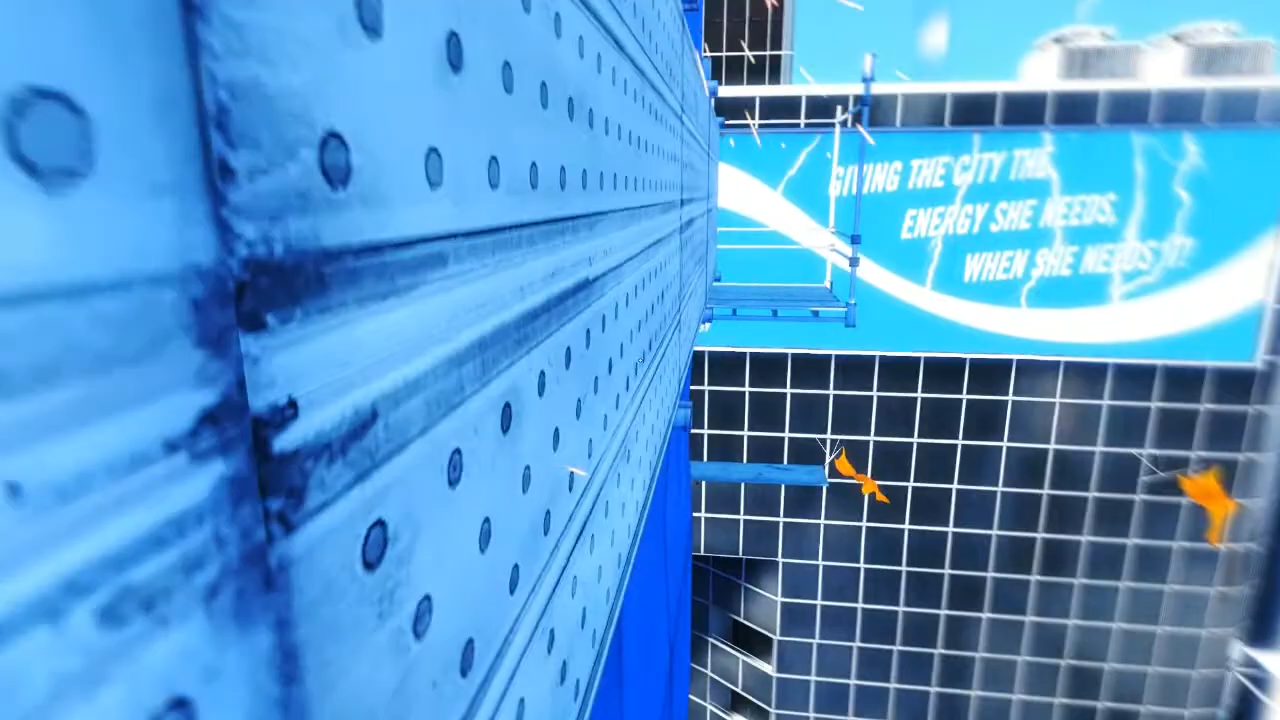 GIVING THE CITY THE
ENERGY SHE NEEDS,
WHEN SHE NEEDS IT